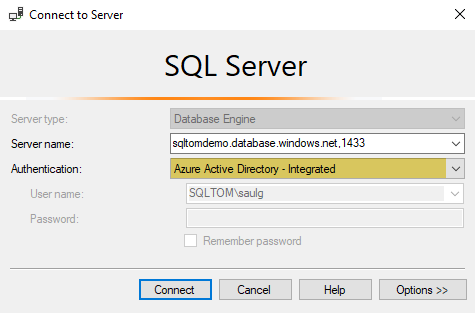 Connect to Server
SQL Server
Server type: Database Engine
Server name: sqltomdemo.database.windows.net,1433
Authentication: Azure Active Directory - Integrated
User name: SQLTOM\saulg
Password:
Remember password
Connect Cancel Help Options >>